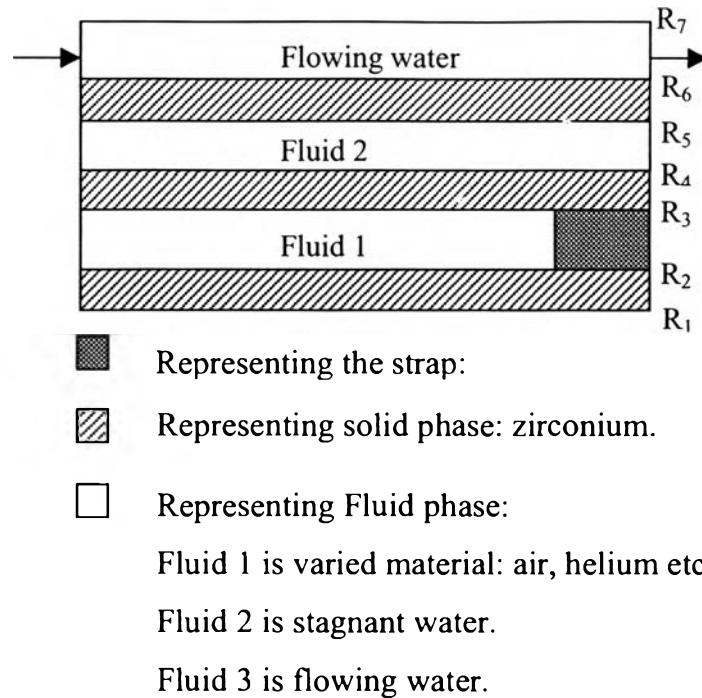 R₇
Flowing water
R₆
R₅
Fluid 2
R₄
R₃
Fluid 1
R₂
R₁
Representing the strap:
Representing solid phase: zirconium.
Representing Fluid phase:
Fluid 1 is varied material: air, helium etc
Fluid 2 is stagnant water.
Fluid 3 is flowing water.